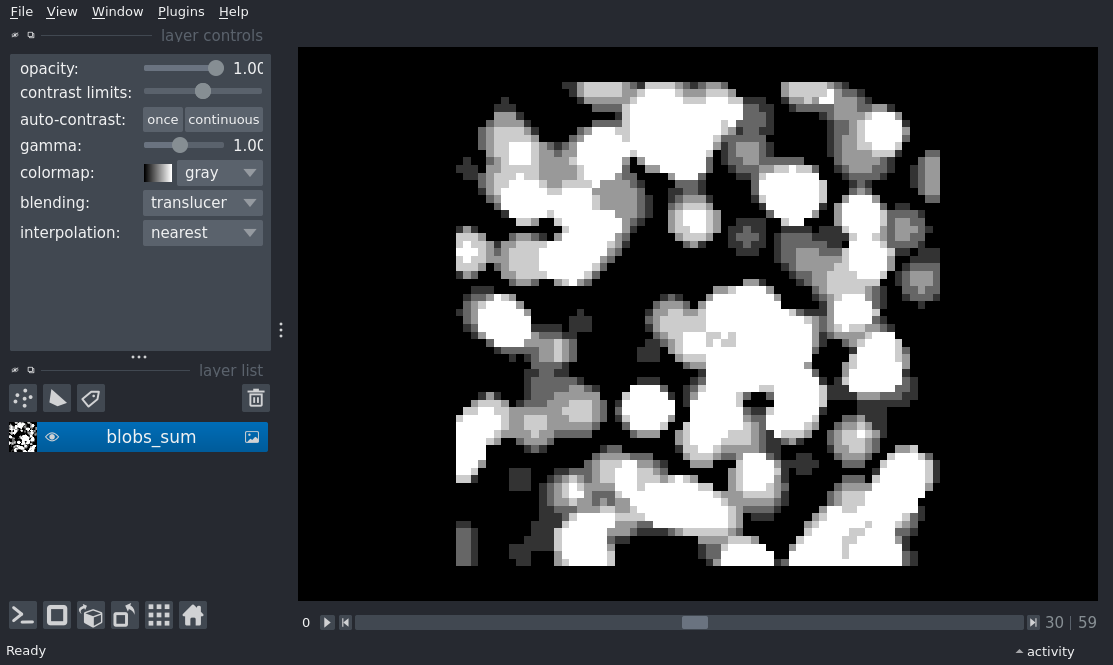 File View Window Plugins Help
layer controls
opacity: 1.00
contrast limits:
auto-contrast: once continuous
gamma: 1.00
colormap: gray
blending: translucer
interpolation: nearest
layer list
blobs_sum
0 30 | 59
Ready activity